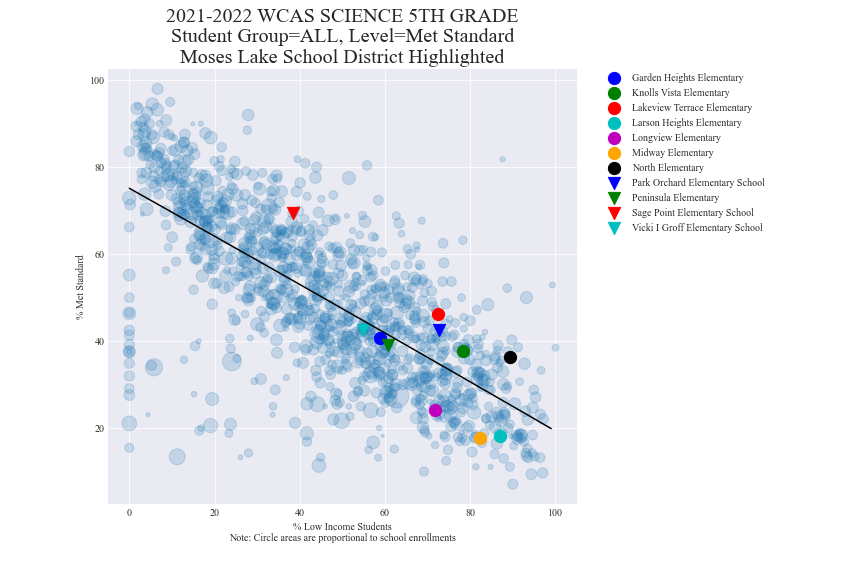 2021-2022 WCAS SCIENCE 5TH GRADE
Student Group=ALL, Level=Met Standard
Moses Lake School District Highlighted
Garden Heights Elementary
Knolls Vista Elementary
Lakeview Terrace Elementary
Larson Heights Elementary
Longview Elementary
Midway Elementary
North Elementary
Park Orchard Elementary School
Peninsula Elementary
Sage Point Elementary School
Vicki I Groff Elementary School
% Met Standard
100
80
60
40
20
0 20 40 60 80 100
% Low Income Students
Note: Circle areas are proportional to school enrollments